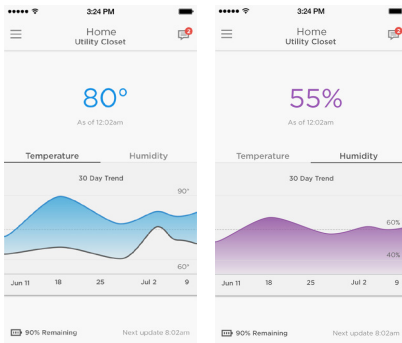 3:24 PM
Home
Utility Closet
2
80°
As of 12:02am
Temperature Humidity
30 Day Trend
90°
60°
Jun 11 18 25 Jul 2 9
90% Remaining Next update 8:02am
3:24 PM
Home
Utility Closet
2
55%
As of 12:02am
Temperature Humidity
30 Day Trend
60%
40%
Jun 11 18 25 Jul 2 9
90% Remaining Next update 8:02am